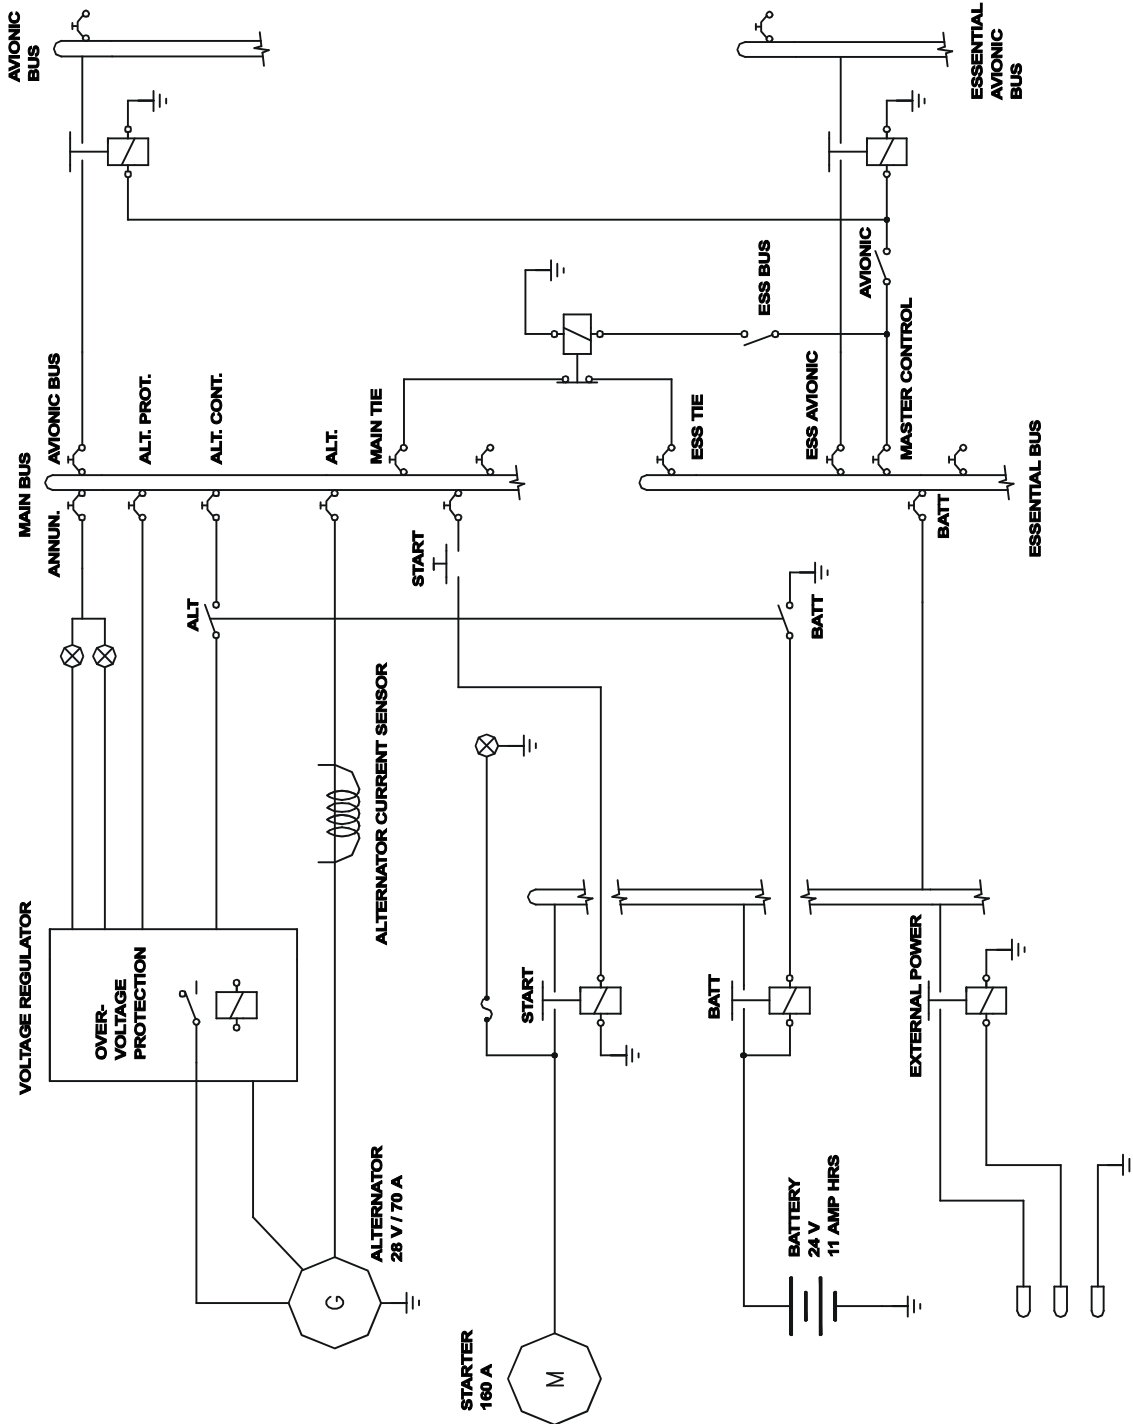 AVIONIC
BUS
ESSENTIAL
AVIONIC
BUS
AVIONIC
ESS BUS
MASTER CONTROL
MAIN BUS
AVIONIC BUS
ALT. PROT.
ALT. CONT.
ALT.
MAIN TIE
ESS TIE
ESS AVIONIC
ESSENTIAL BUS
ANNUN.
START
BATT
ALT
BATT
ALTERNATOR CURRENT SENSOR
VOLTAGE REGULATOR
OVER-
VOLTAGE
PROTECTION
START
BATT
EXTERNAL POWER
ALTERNATOR
28 V / 70 A
G
STARTER
160 A
M
BATTERY
24 V
11 AMP HRS